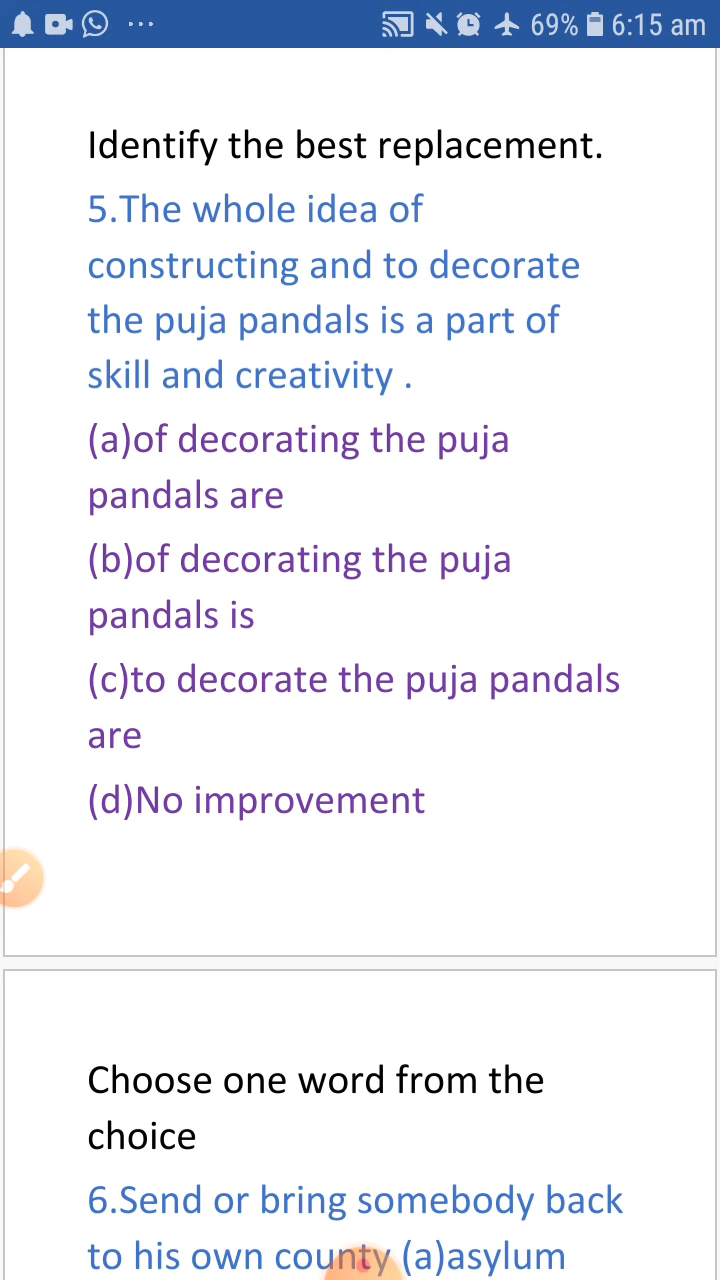 69% 6:15 am
Identify the best replacement.
5.The whole idea of
constructing and to decorate
the puja pandals is a part of
skill and creativity .
(a)of decorating the puja
pandals are
(b)of decorating the puja
pandals is
(c)to decorate the puja pandals
are
(d)No improvement
Choose one word from the
choice
6.Send or bring somebody back
to his own county (a)asylum